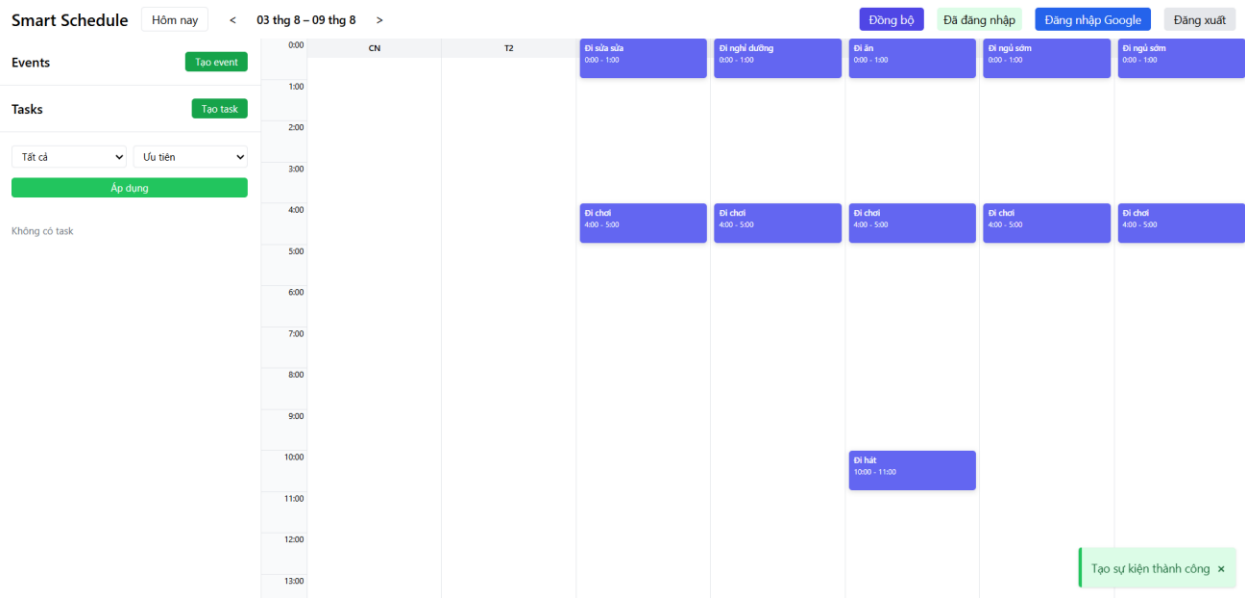 Smart Schedule Hôm nay < 03 thg 8 – 09 thg 8 > Đồng bộ Đã đăng nhập Đăng nhập Google Đăng xuất
Events Tạo event
Tasks Tạo task
Tất cả Ưu tiên
Áp dụng
Không có task
CN T2
0:00
1:00
2:00
3:00
4:00
5:00
6:00
7:00
8:00
9:00
10:00
11:00
12:00
13:00
Đi sửa sửa
0:00 - 1:00
Đi nghỉ dưỡng
0:00 - 1:00
Đi ăn
0:00 - 1:00
Đi ngủ sớm
0:00 - 1:00
Đi ngủ sớm
0:00 - 1:00
Đi chơi
4:00 - 5:00
Đi chơi
4:00 - 5:00
Đi chơi
4:00 - 5:00
Đi chơi
4:00 - 5:00
Đi chơi
4:00 - 5:00
Đi hát
10:00 - 11:00
Tạo sự kiện thành công ×